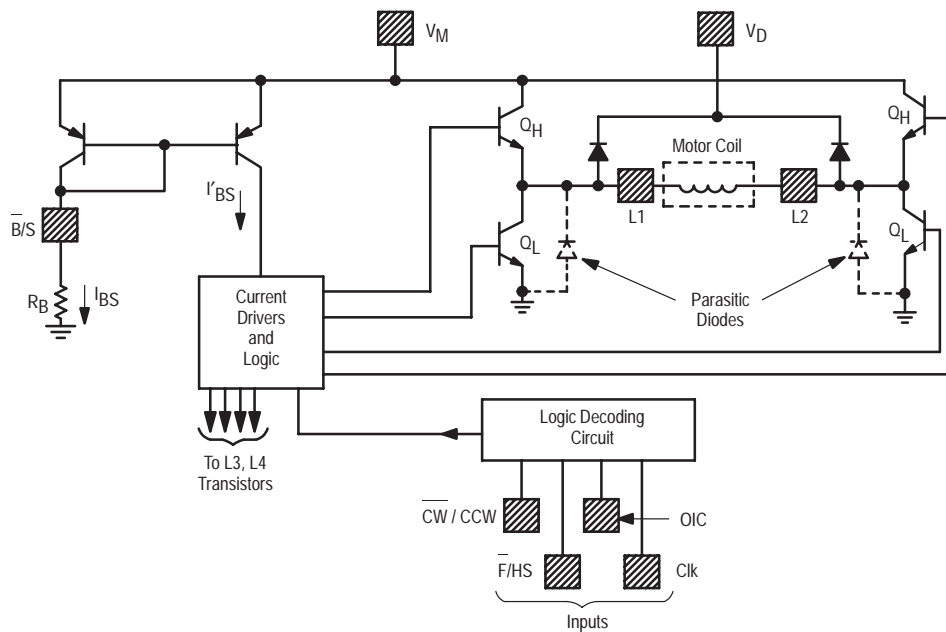 V_M
V_D
Q_H
Q_H
Motor Coil
I'_BS
L1
L2
B̅/S
Q_L
Q_L
R_B
I_BS
Current
Drivers
and
Logic
Parasitic
Diodes
Logic Decoding
Circuit
To L3, L4
Transistors
C̅W̅ / CCW
OIC
F̅/HS
Clk
Inputs